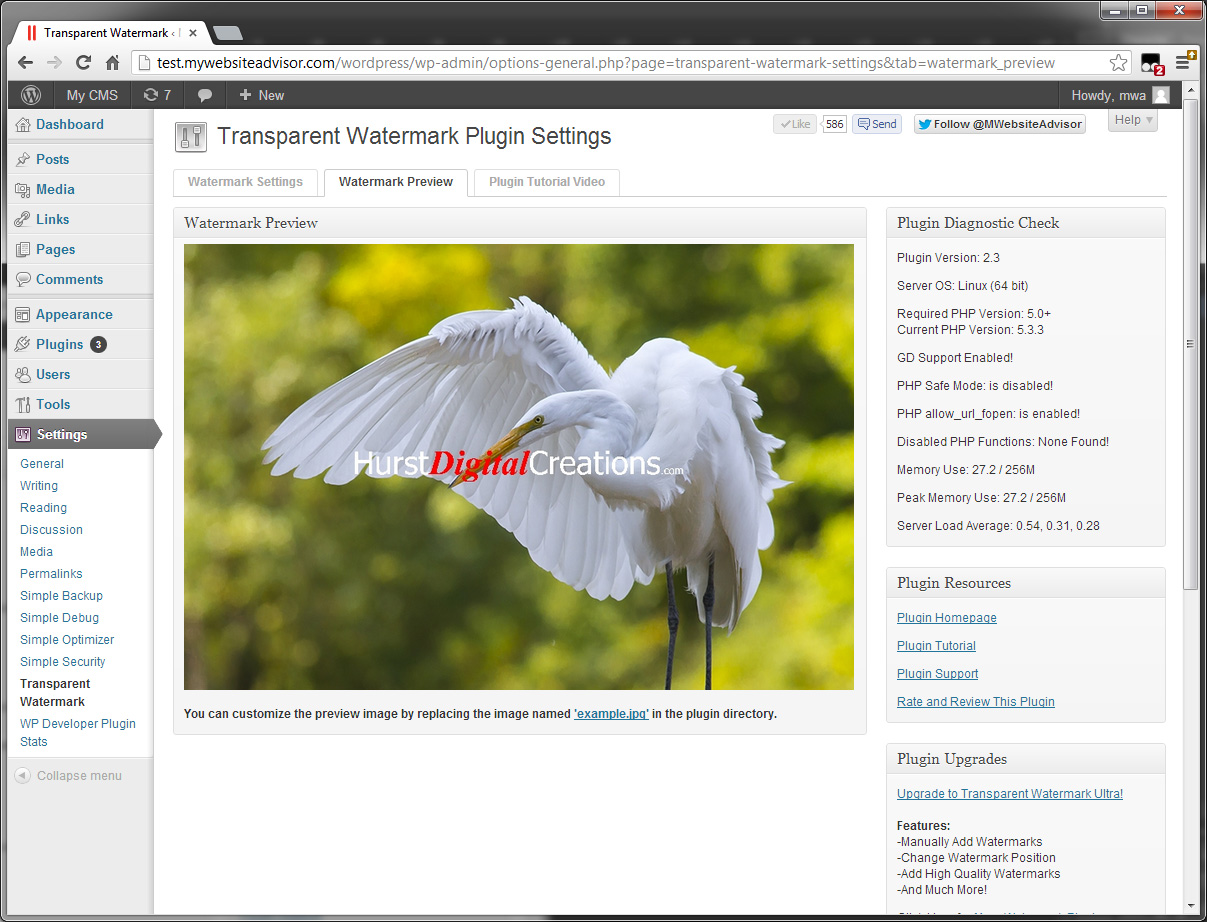 Transparent Watermark ‹
test.mywebsiteadvisor.com/wordpress/wp-admin/options-general.php?page=transparent-watermark-settings&tab=watermark_preview
2
My CMS
7
+ New
Howdy, mwa
Dashboard
Posts
Media
Links
Pages
Comments
Appearance
Plugins 3
Users
Tools
Settings
General
Writing
Reading
Discussion
Media
Permalinks
Simple Backup
Simple Debug
Simple Optimizer
Simple Security
Transparent
Watermark
WP Developer Plugin
Stats
Collapse menu
Transparent Watermark Plugin Settings
Like
586
Send
Follow @MWebsiteAdvisor
Help
Watermark Settings
Watermark Preview
Plugin Tutorial Video
Watermark Preview
HurstDigitalCreations.com
You can customize the preview image by replacing the image named 'example.jpg' in the plugin directory.
Plugin Diagnostic Check
Plugin Version: 2.3
Server OS: Linux (64 bit)
Required PHP Version: 5.0+
Current PHP Version: 5.3.3
GD Support Enabled!
PHP Safe Mode: is disabled!
PHP allow_url_fopen: is enabled!
Disabled PHP Functions: None Found!
Memory Use: 27.2 / 256M
Peak Memory Use: 27.2 / 256M
Server Load Average: 0.54, 0.31, 0.28
Plugin Resources
Plugin Homepage
Plugin Tutorial
Plugin Support
Rate and Review This Plugin
Plugin Upgrades
Upgrade to Transparent Watermark Ultra!
Features:
-Manually Add Watermarks
-Change Watermark Position
-Add High Quality Watermarks
-And Much More!